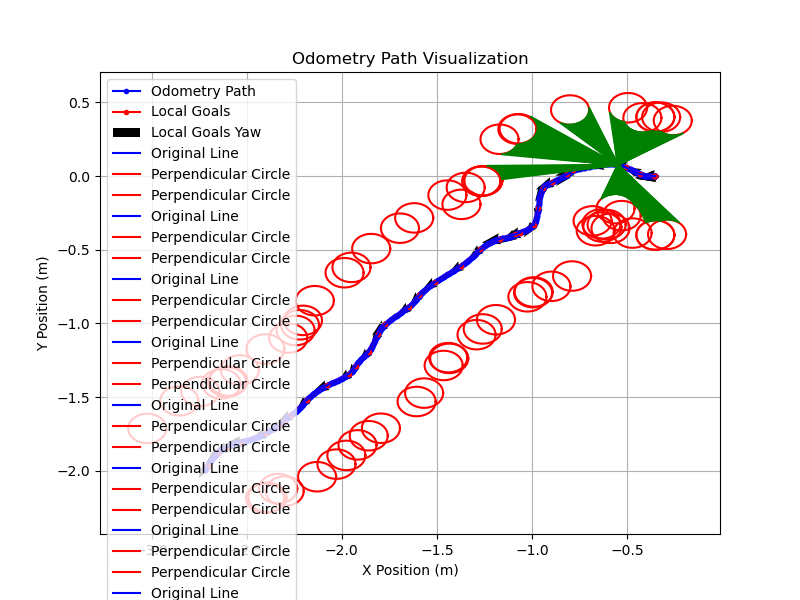 Odometry Path Visualization
Odometry Path
Local Goals
Local Goals Yaw
Original Line
Perpendicular Circle
Perpendicular Circle
Original Line
Perpendicular Circle
Perpendicular Circle
Original Line
Perpendicular Circle
Perpendicular Circle
Original Line
Perpendicular Circle
Perpendicular Circle
Original Line
Perpendicular Circle
Perpendicular Circle
Original Line
Perpendicular Circle
Perpendicular Circle
Original Line
Perpendicular Circle
Perpendicular Circle
Original Line
0.5
0.0
−0.5
−1.0
−1.5
−2.0
Y Position (m)
−2.0 −1.5 −1.0 −0.5
X Position (m)